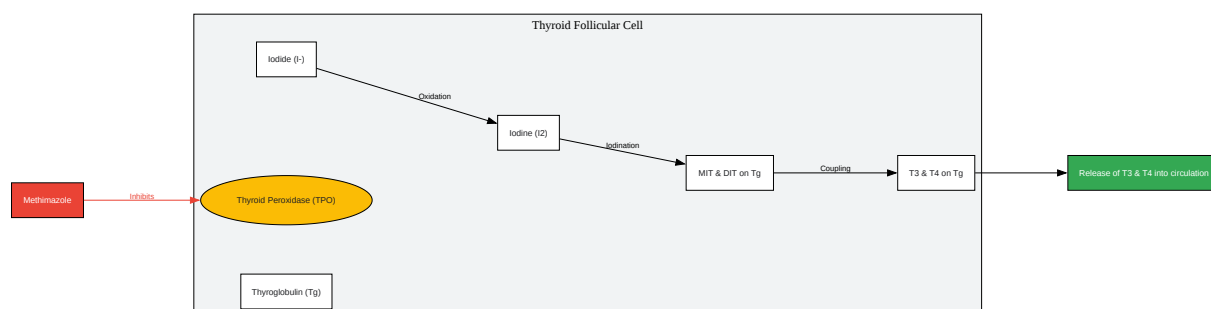 Thyroid Follicular Cell
Iodide (I-)
Oxidation
Iodine (I2)
Iodination
MIT & DIT on Tg
Coupling
T3 & T4 on Tg
Release of T3 & T4 into circulation
Methimazole
Inhibits
Thyroid Peroxidase (TPO)
Thyroglobulin (Tg)